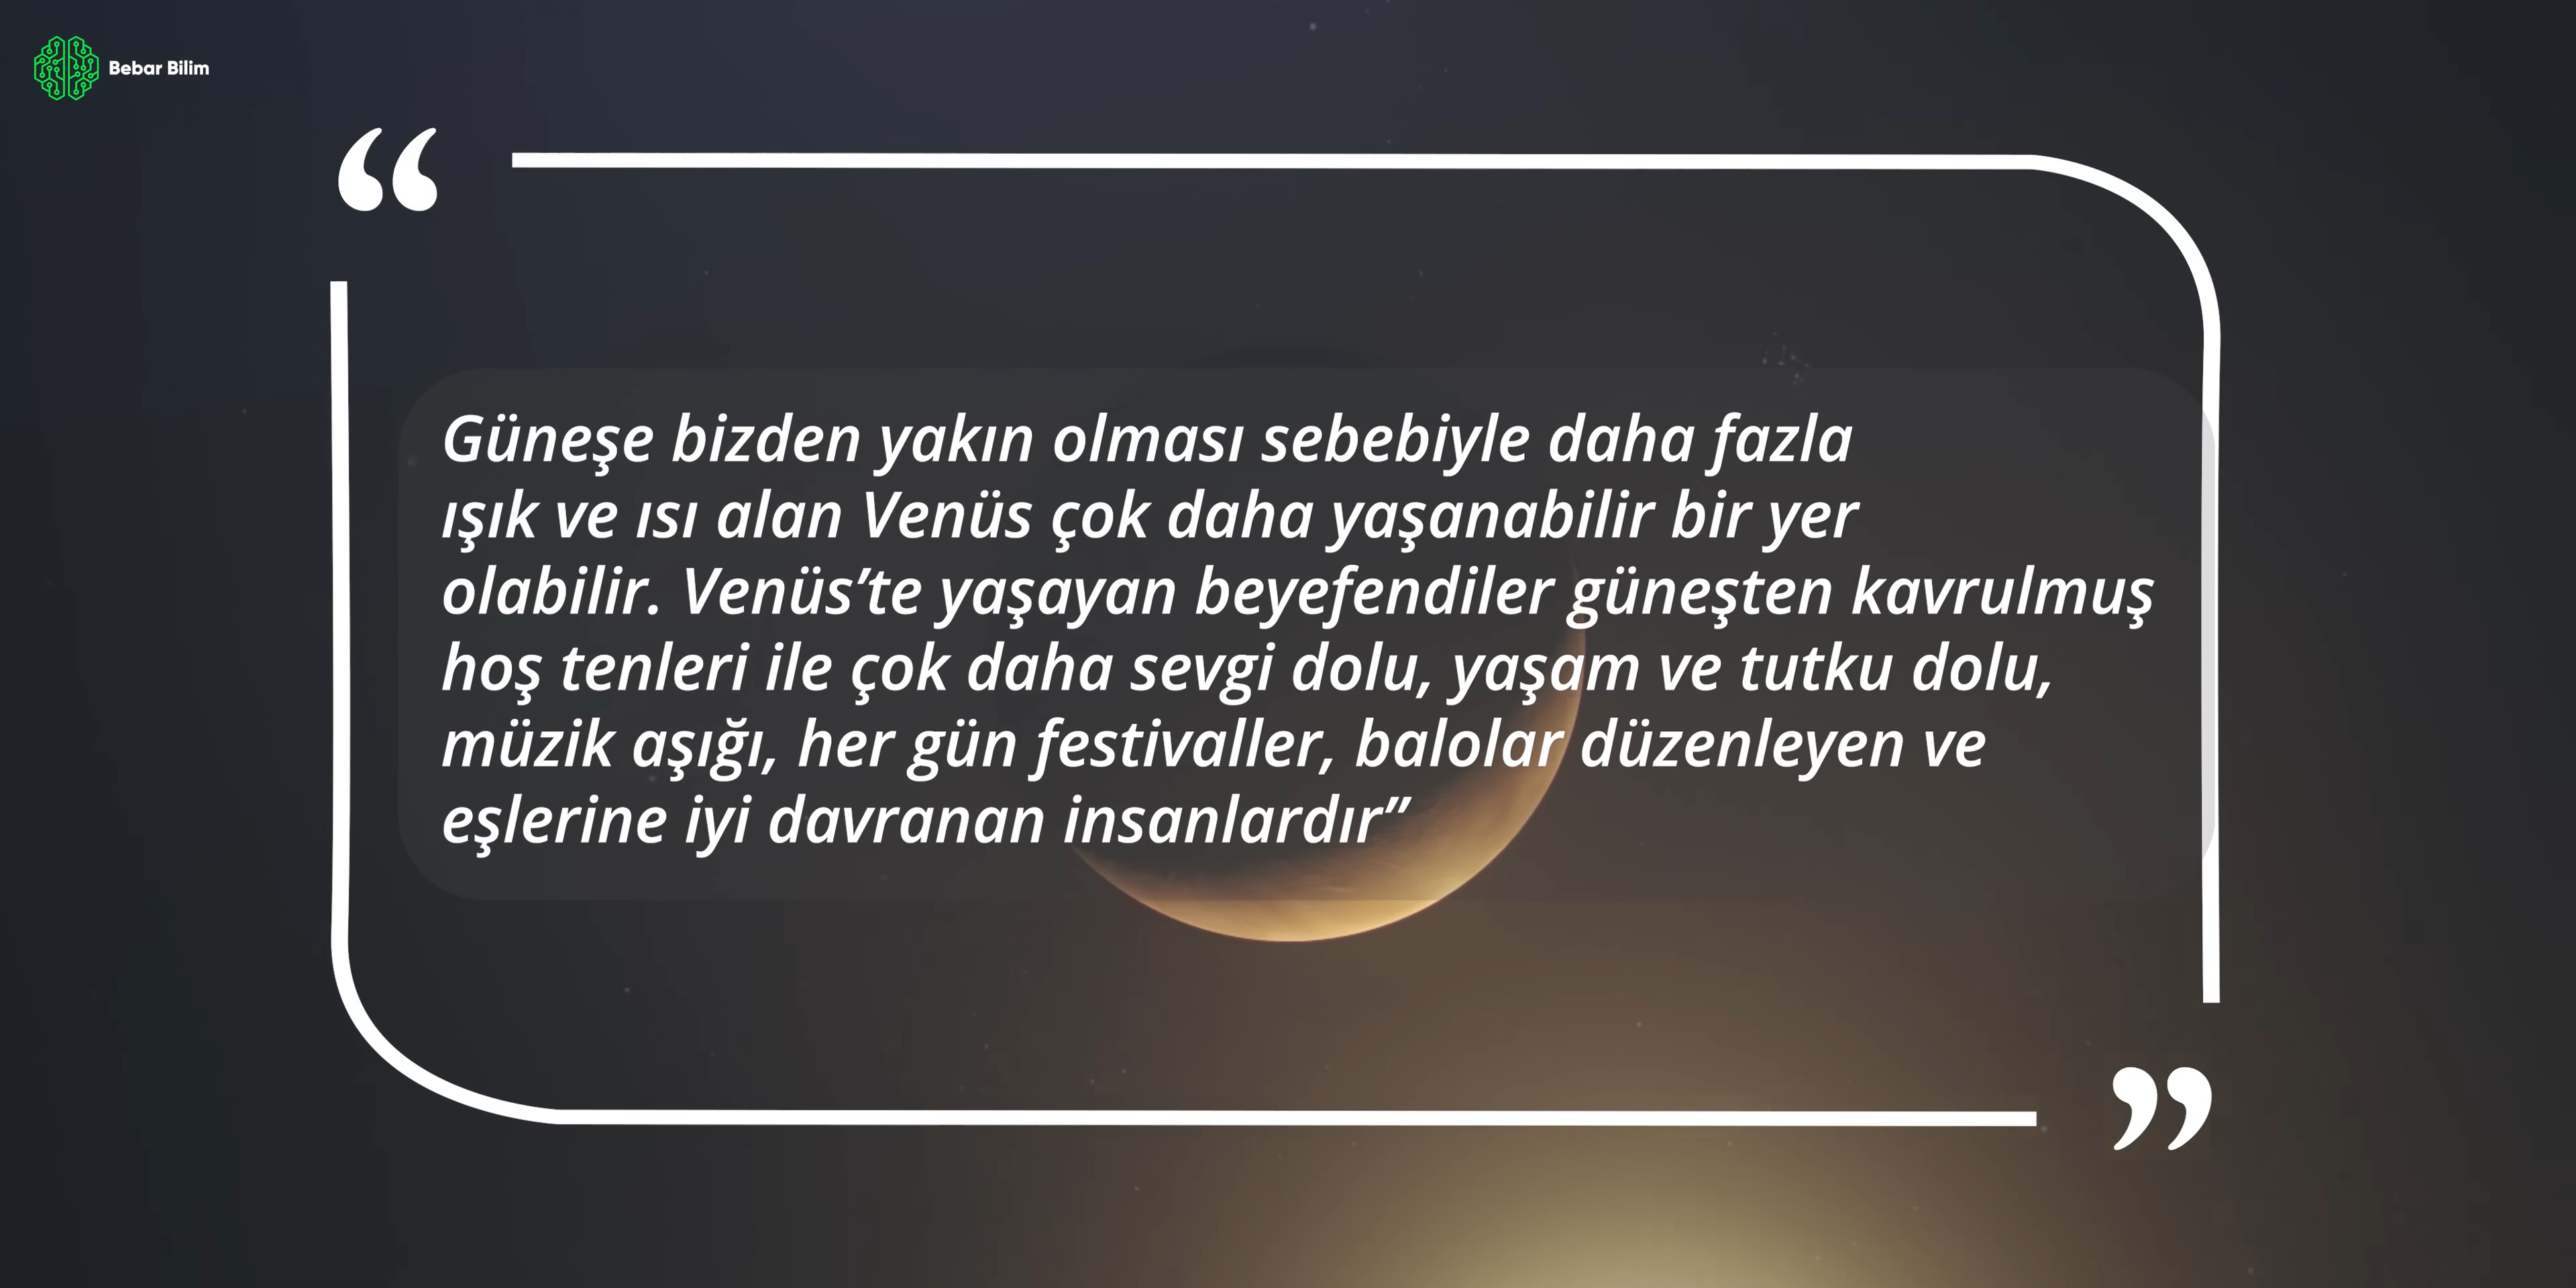 Bebar Bilim
“
Güneşe bizden yakın olması sebebiyle daha fazla
ışık ve ısı alan Venüs çok daha yaşanabilir bir yer
olabilir. Venüs’te yaşayan beyefendiler güneşten kavrulmuş
hoş tenleri ile çok daha sevgi dolu, yaşam ve tutku dolu,
müzik aşığı, her gün festivaller, balolar düzenleyen ve
eşlerine iyi davranan insanlardır”
”